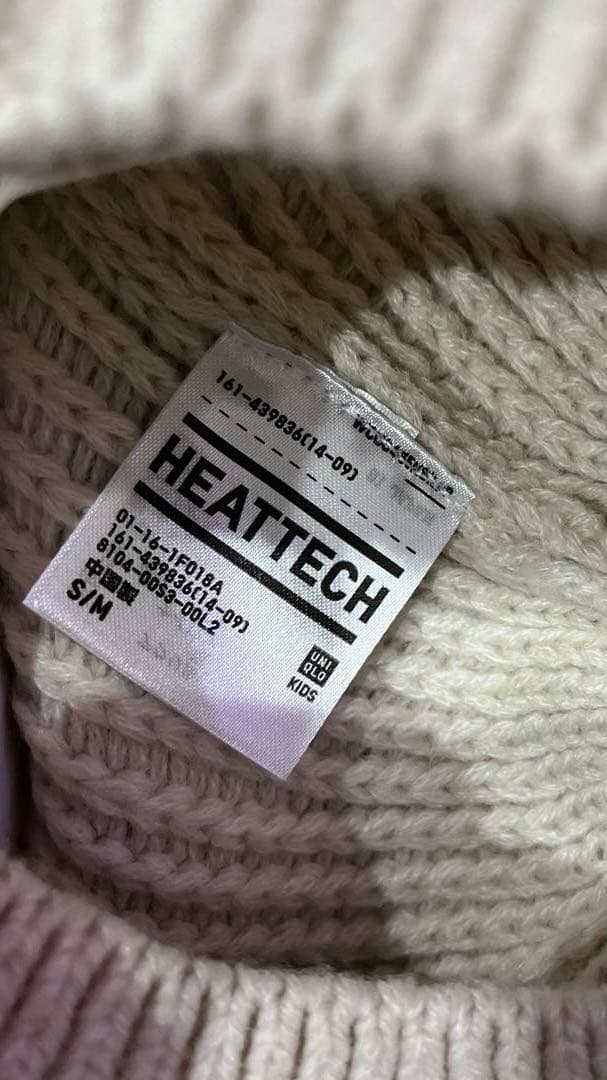 161-439836(14-09)
HEATTECH
01-16-1F018A
161-439836(14-09)
8104-00S3-00L2
中国製
S/M
UNI
QLO
KIDS